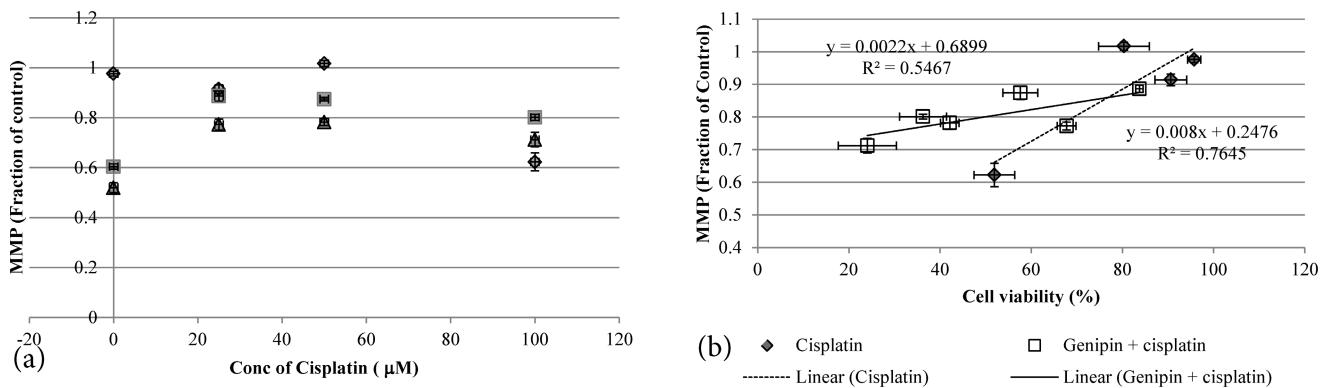 1.2
1
0.8
0.6
0.4
0.2
0
-20 0 20 40 60 80 100 120
MMP (Fraction of control)
Conc of Cisplatin ( μM)
(a)
1.1
1
0.9
0.8
0.7
0.6
0.5
0.4
0 20 40 60 80 100 120
MMP (Fraction of Control)
y = 0.0022x + 0.6899
R² = 0.5467
y = 0.008x + 0.2476
R² = 0.7645
Cell viability (%)
(b)
Cisplatin
Genipin + cisplatin
Linear (Cisplatin)
Linear (Genipin + cisplatin)